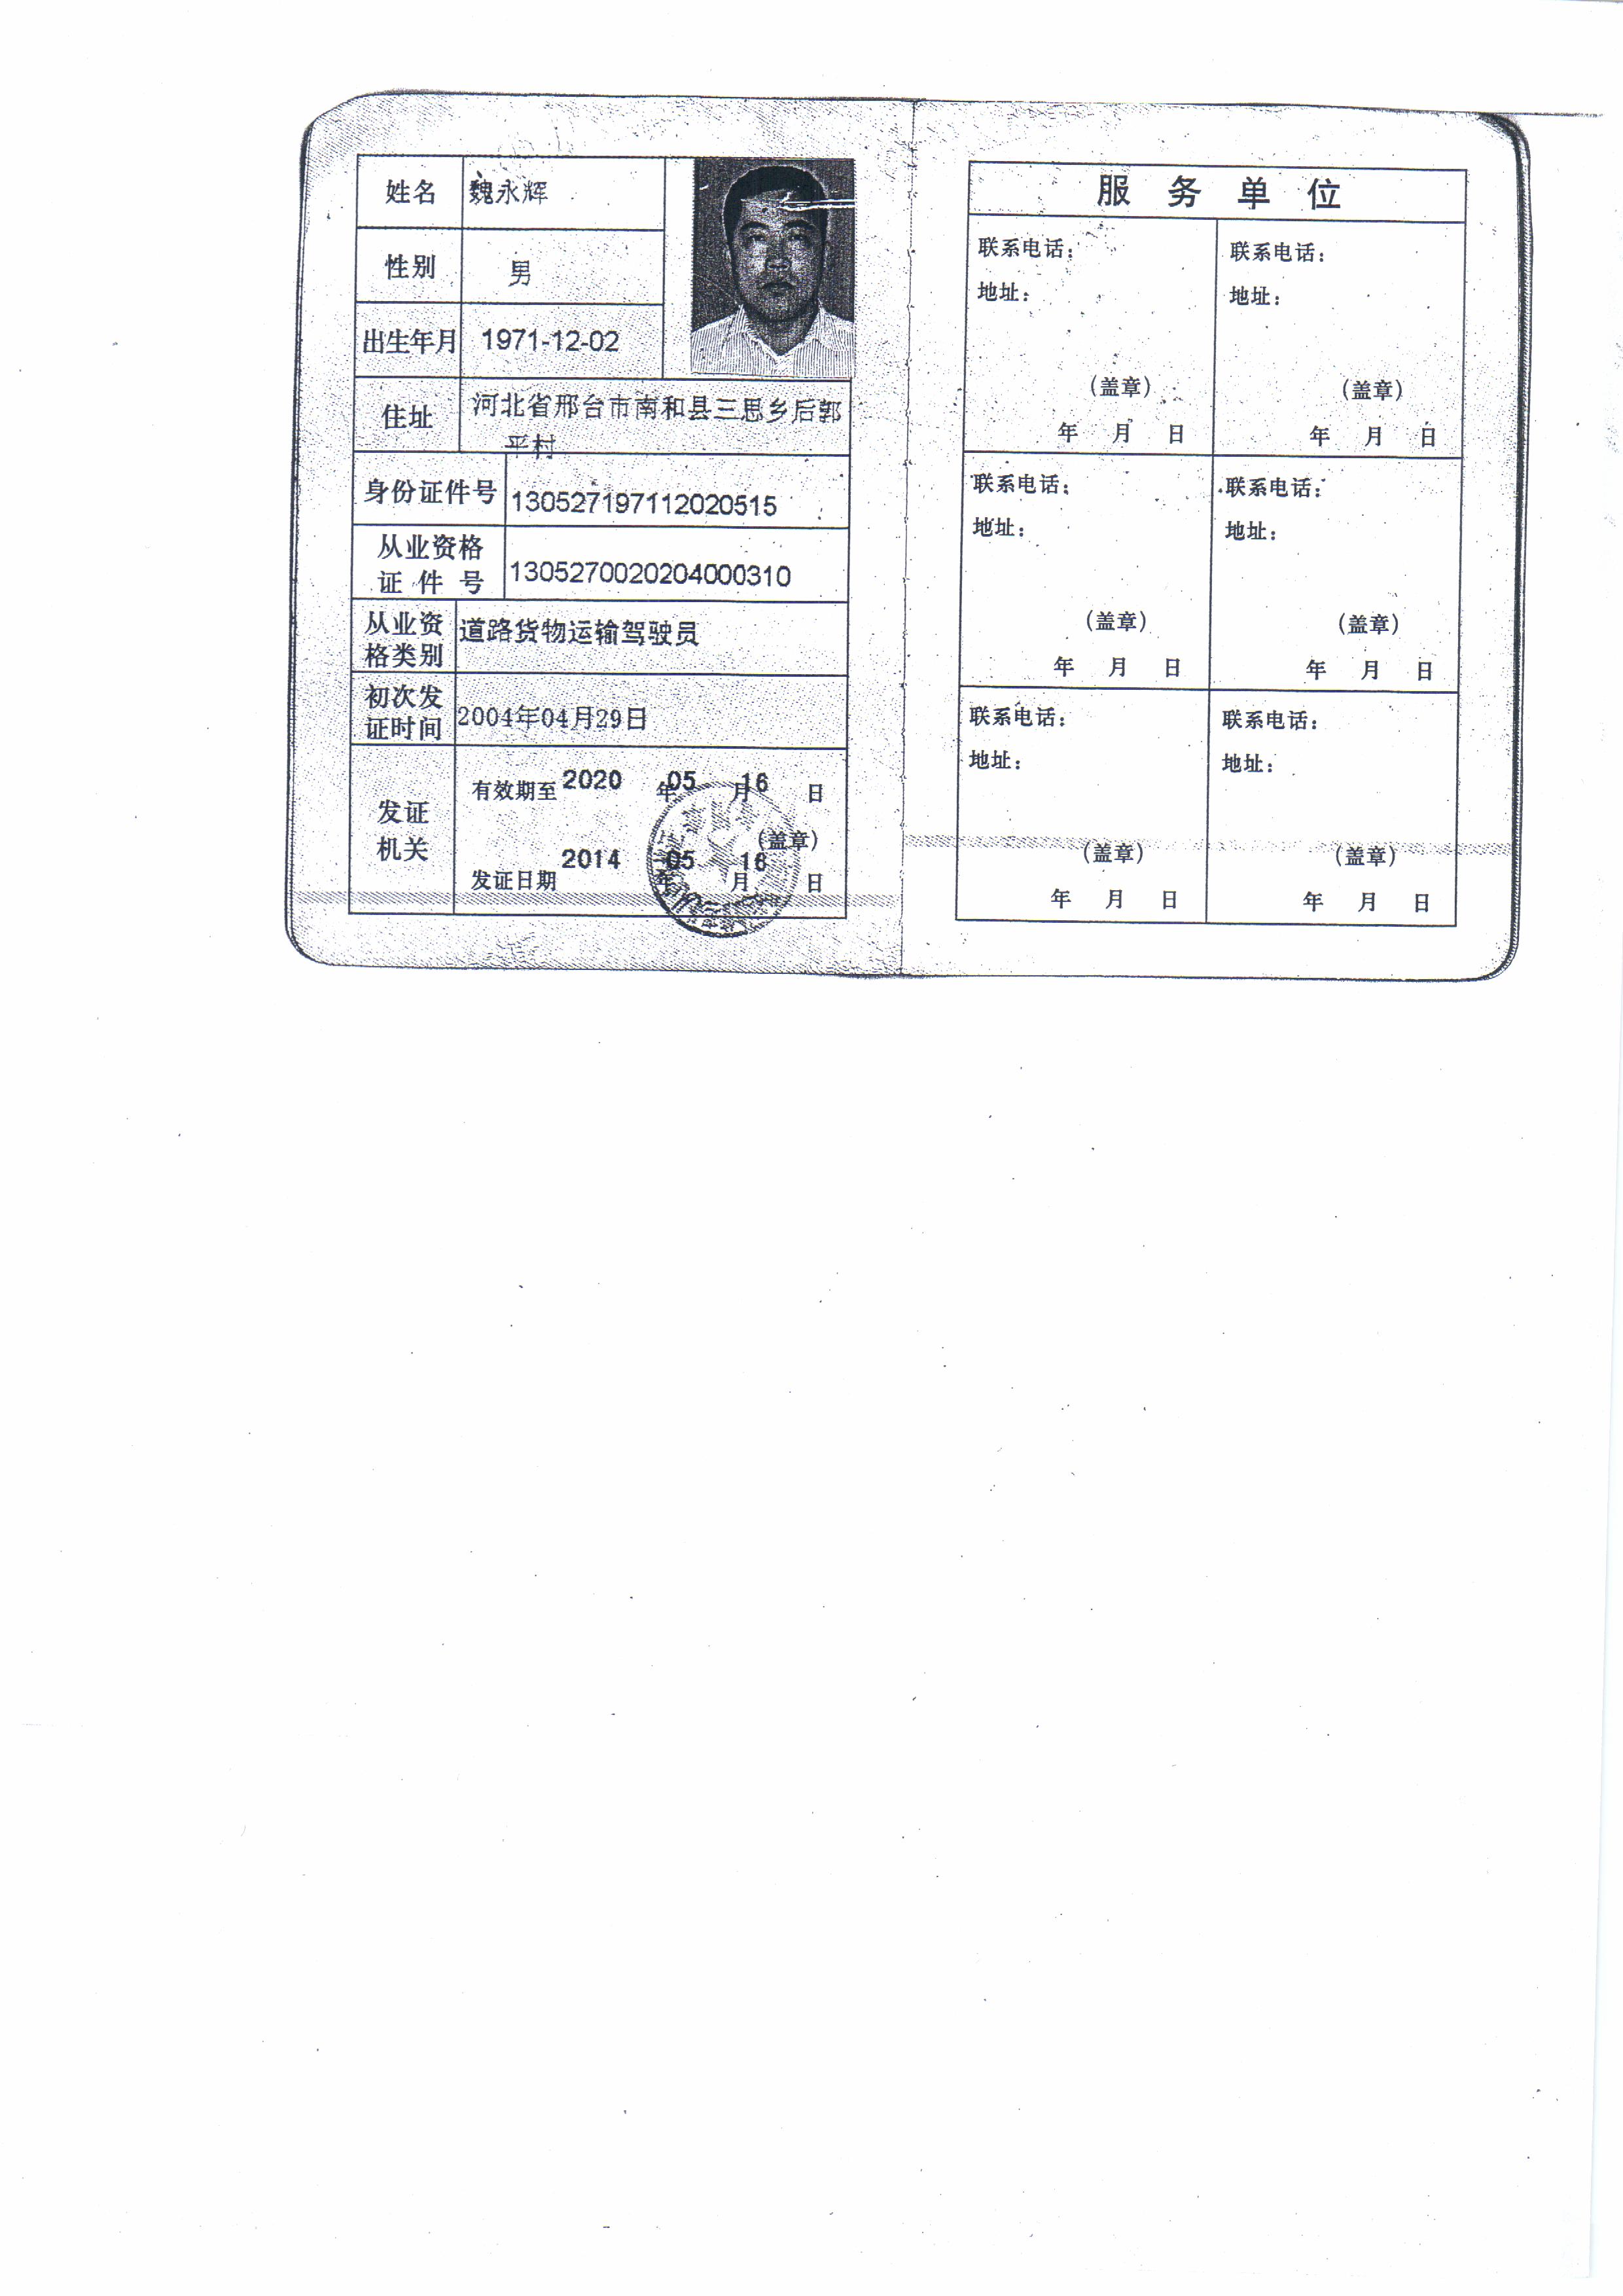 姓名 魏永辉
性别 男
出生年月 1971-12-02
住址 河北省邢台市南和县三思乡后郭
平村
身份证件号 130527197112020515
从业资格
证件号 1305270020204000310
从业资
格类别 道路货物运输驾驶员
初次发
证时间 2004年04月29日
发证
机关
有效期至 2020 年 05 月 16 日
(盖章)
发证日期 2014 年 05 月 16 日
服务单位
联系电话: 联系电话:
地址: 地址:
(盖章) (盖章)
年 月 日 年 月 日
联系电话: 联系电话:
地址: 地址:
(盖章) (盖章)
年 月 日 年 月 日
联系电话: 联系电话:
地址: 地址:
(盖章) (盖章)
年 月 日 年 月 日